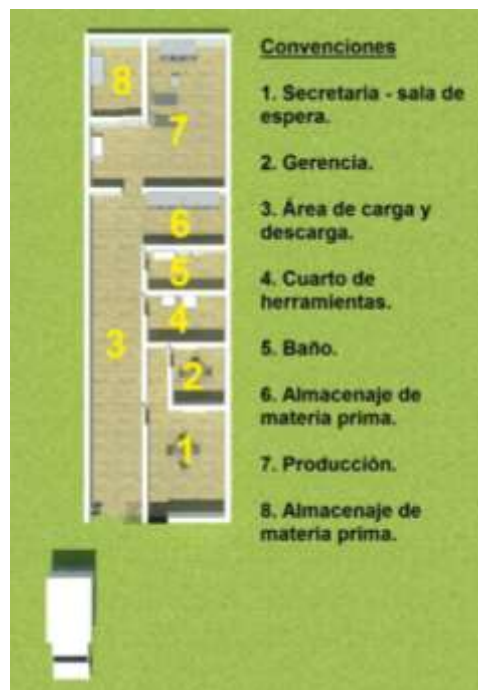 Convenciones
1. Secretaria - sala de
espera.
2. Gerencia.
3. Área de carga y
descarga.
4. Cuarto de
herramientas.
5. Baño.
6. Almacenaje de
materia prima.
7. Producción.
8. Almacenaje de
materia prima.
8
7
6
5
4
3
2
1